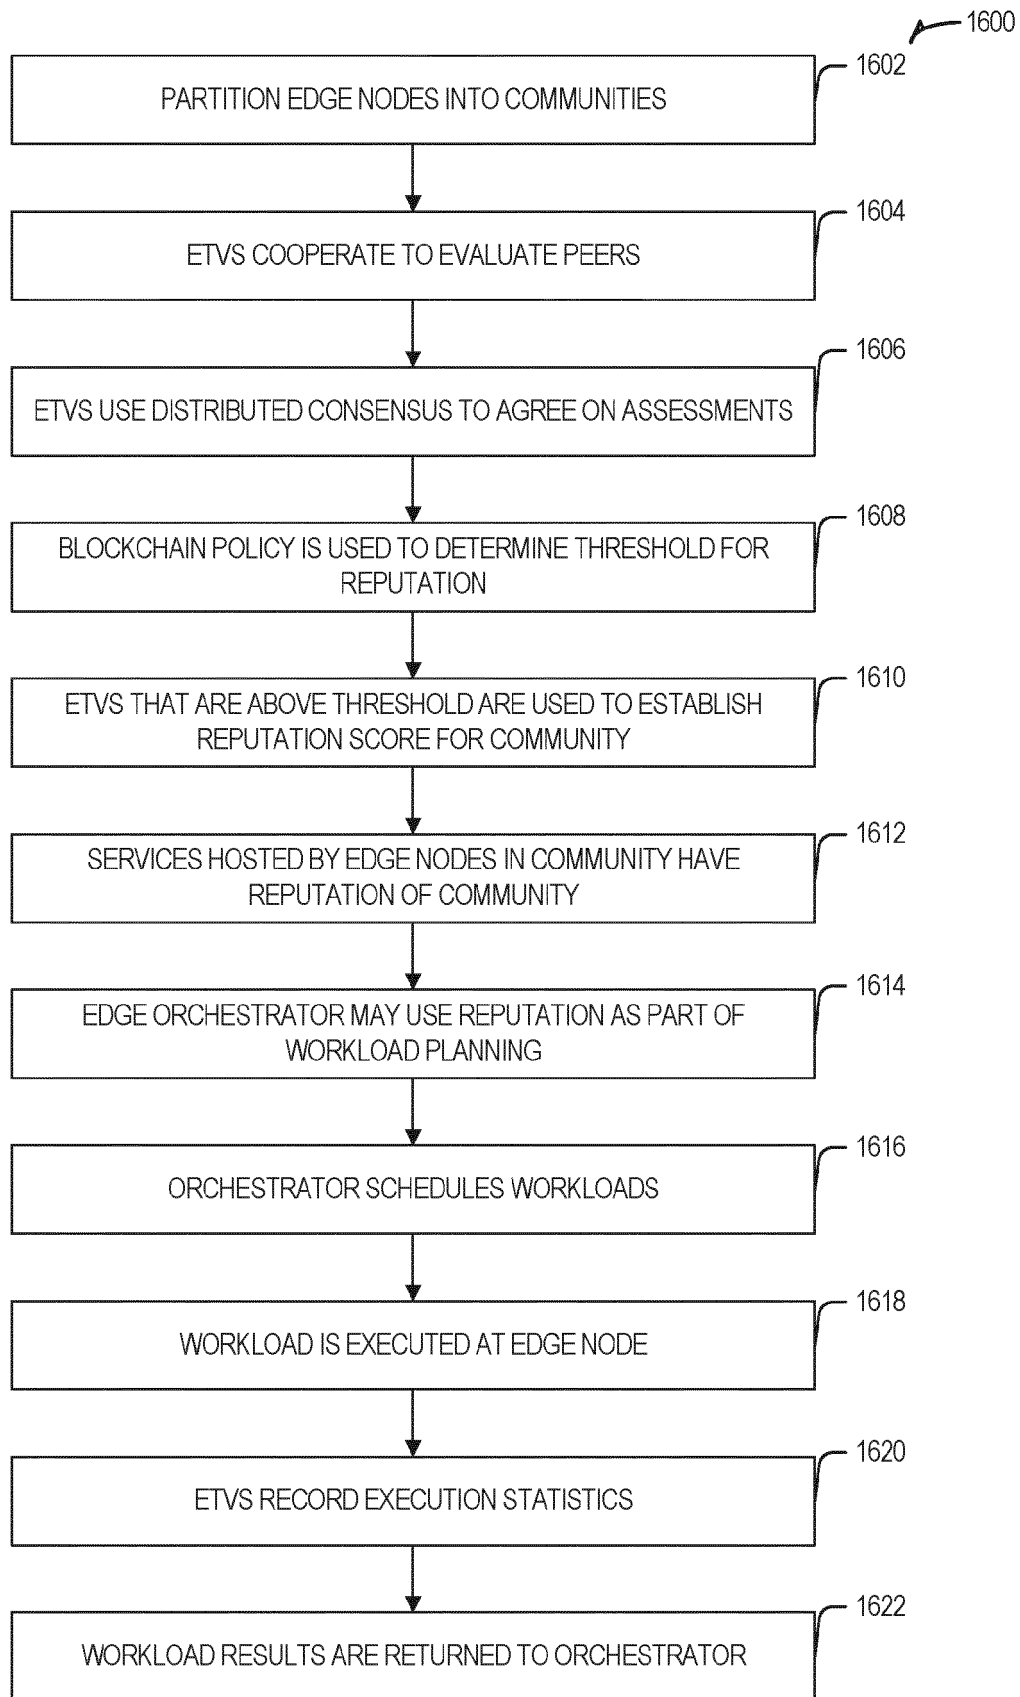 1600
1602
PARTITION EDGE NODES INTO COMMUNITIES
1604
ETVS COOPERATE TO EVALUATE PEERS
1606
ETVS USE DISTRIBUTED CONSENSUS TO AGREE ON ASSESSMENTS
1608
BLOCKCHAIN POLICY IS USED TO DETERMINE THRESHOLD FOR
REPUTATION
1610
ETVS THAT ARE ABOVE THRESHOLD ARE USED TO ESTABLISH
REPUTATION SCORE FOR COMMUNITY
1612
SERVICES HOSTED BY EDGE NODES IN COMMUNITY HAVE
REPUTATION OF COMMUNITY
1614
EDGE ORCHESTRATOR MAY USE REPUTATION AS PART OF
WORKLOAD PLANNING
1616
ORCHESTRATOR SCHEDULES WORKLOADS
1618
WORKLOAD IS EXECUTED AT EDGE NODE
1620
ETVS RECORD EXECUTION STATISTICS
1622
WORKLOAD RESULTS ARE RETURNED TO ORCHESTRATOR